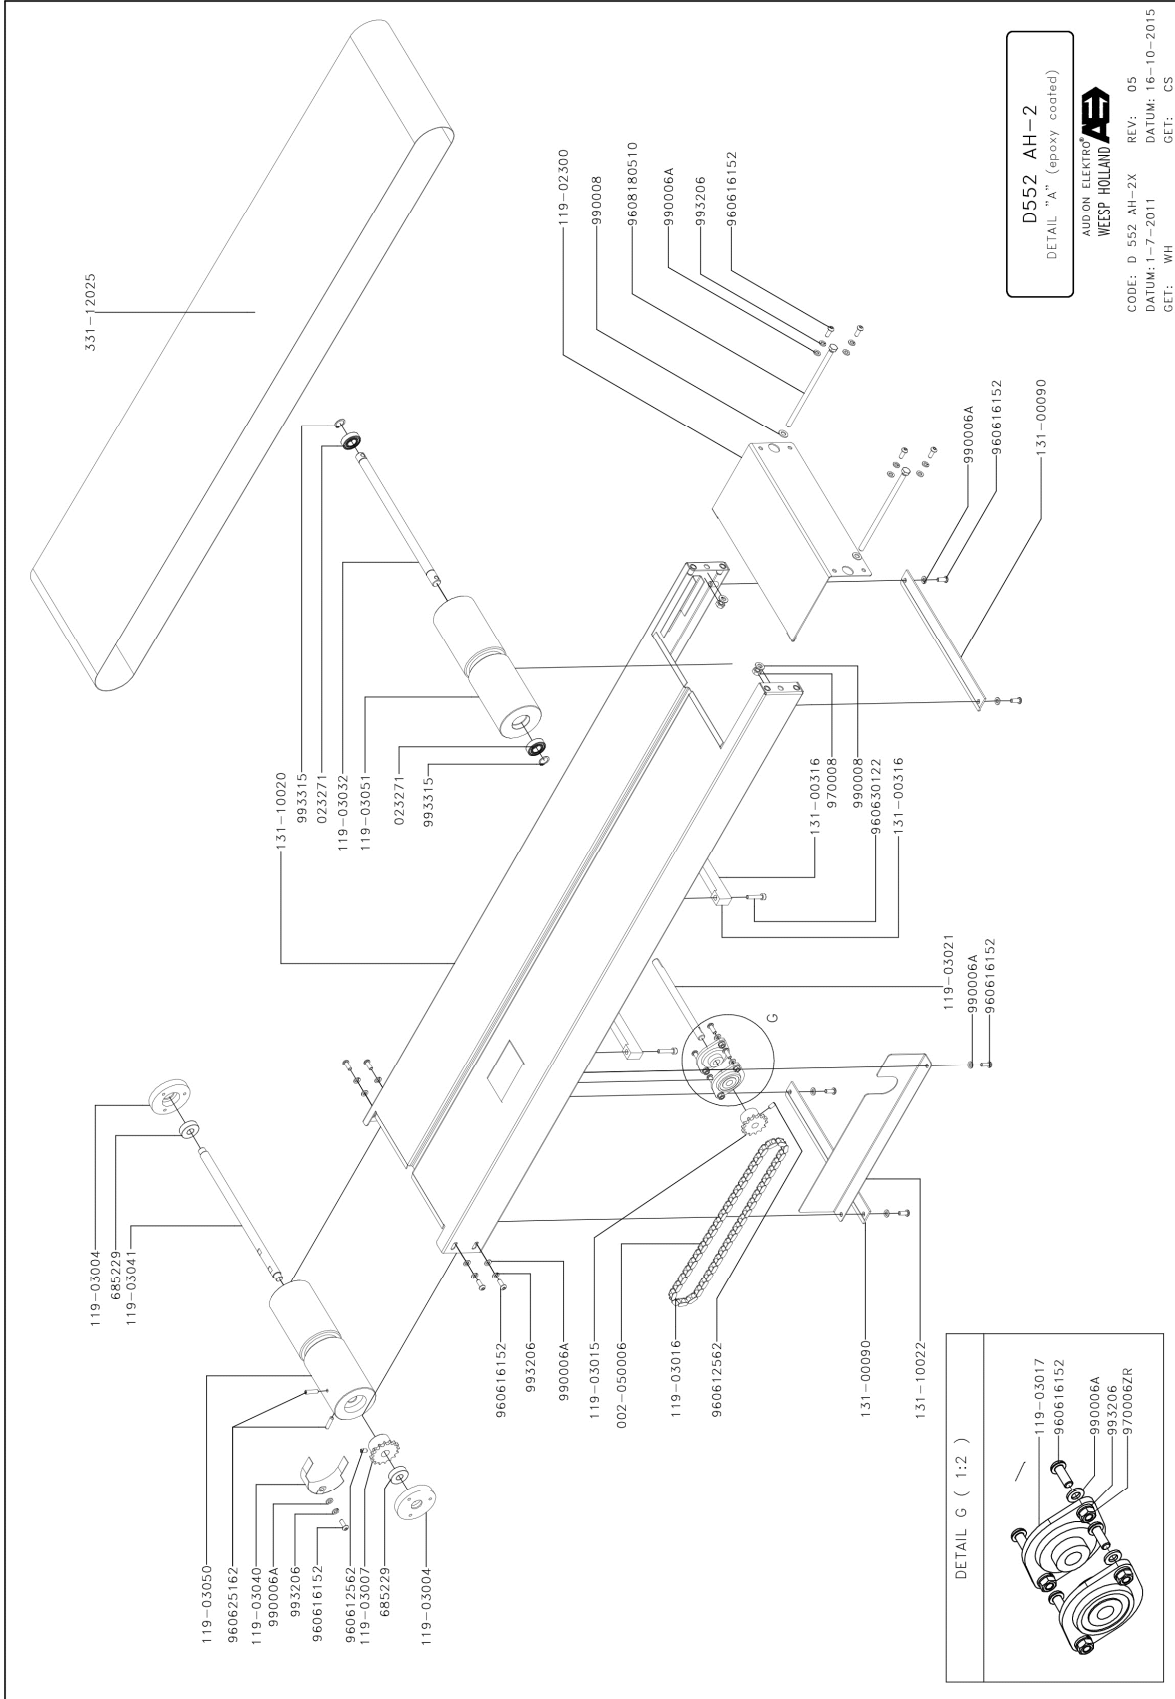 331-12025
119-02300
990008
9608180510
990006A
993206
960616152
D552 AH-2
DETAIL "A" (epoxy coated)
AUDON ELEKTRO®
WEESP HOLLAND AEH
CODE: D 552 AH-2X REV: 05
DATUM: 1-7-2011 DATUM: 16-10-2015
GET: WH GET: CS
131-10020
993315
023271
119-03032
119-03051
023271
993315
990006A
960616152
131-00090
131-00316
970008
990008
960630122
131-00316
119-03021
990006A
960616152
G
119-03004
685229
119-03041
960616152
993206
990006A
119-03015
002-050006
119-03016
960612562
131-00090
131-10022
119-03050
960625162
119-03040
990006A
993206
960616152
960612562
119-03007
685229
119-03004
DETAIL G ( 1:2 )
119-03017
960616152
990006A
993206
970006ZR